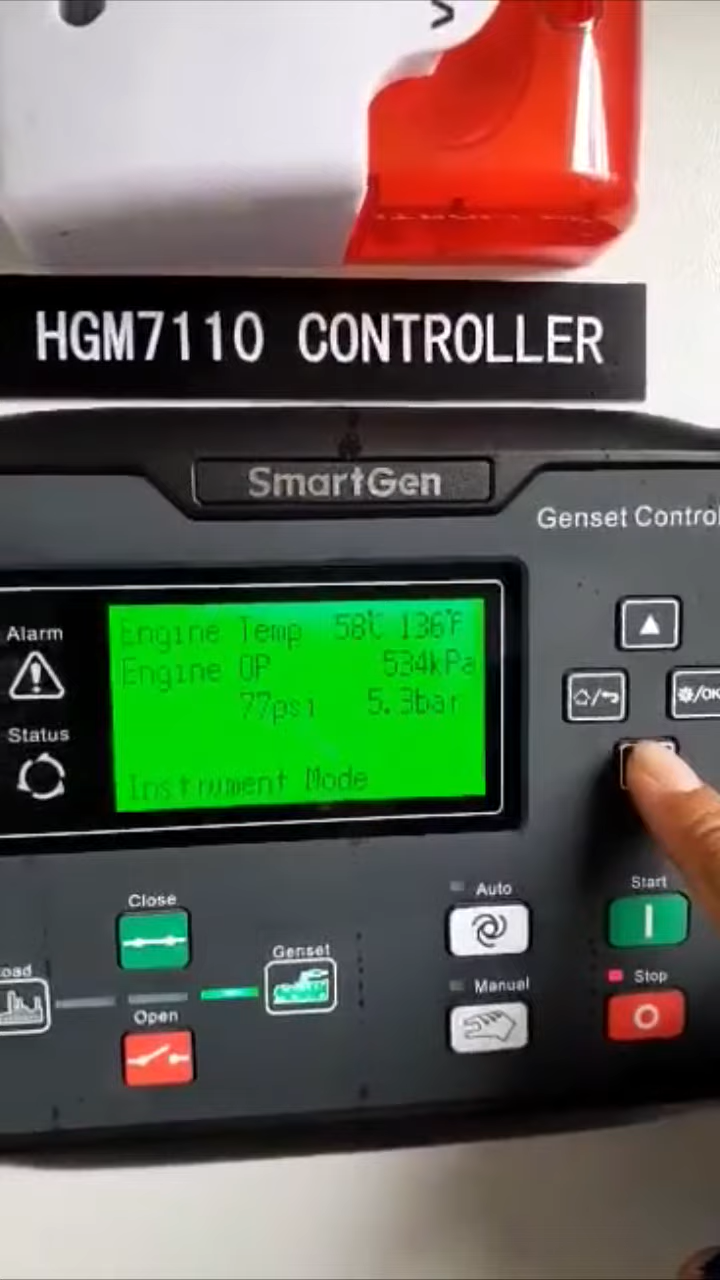 HGM7110 CONTROLLER
SmartGen
Genset Control
Alarm
Engine Temp 58℃ 136℉
Engine OP 534kPa
77psi 5.3bar
Instrument Mode
Status
/OK
Close
Auto
Start
Genset
Manual
Stop
Open